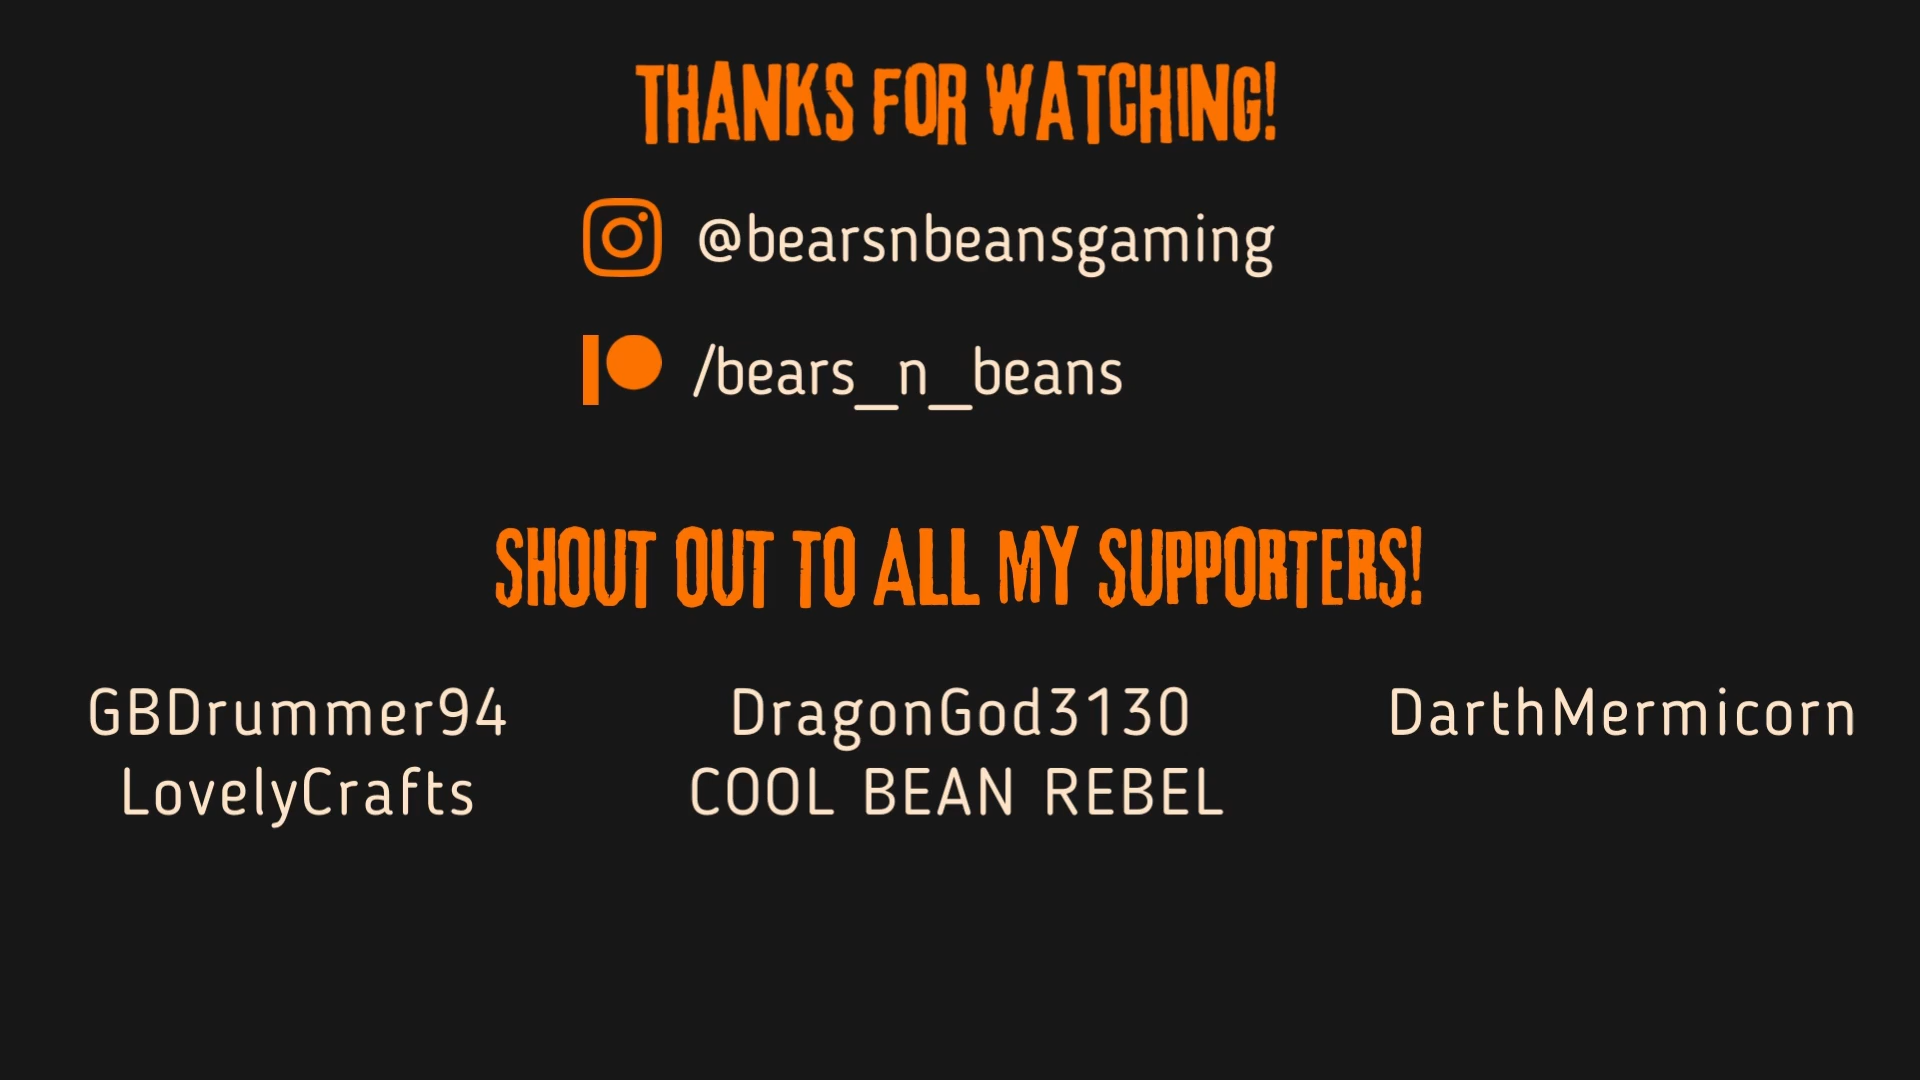 THANKS FOR WATCHING!
@bearsnbeansgaming
/bears_n_beans
SHOUT OUT TO ALL MY SUPPORTERS!
GBDrummer94 DragonGod3130 DarthMermicorn
LovelyCrafts COOL BEAN REBEL